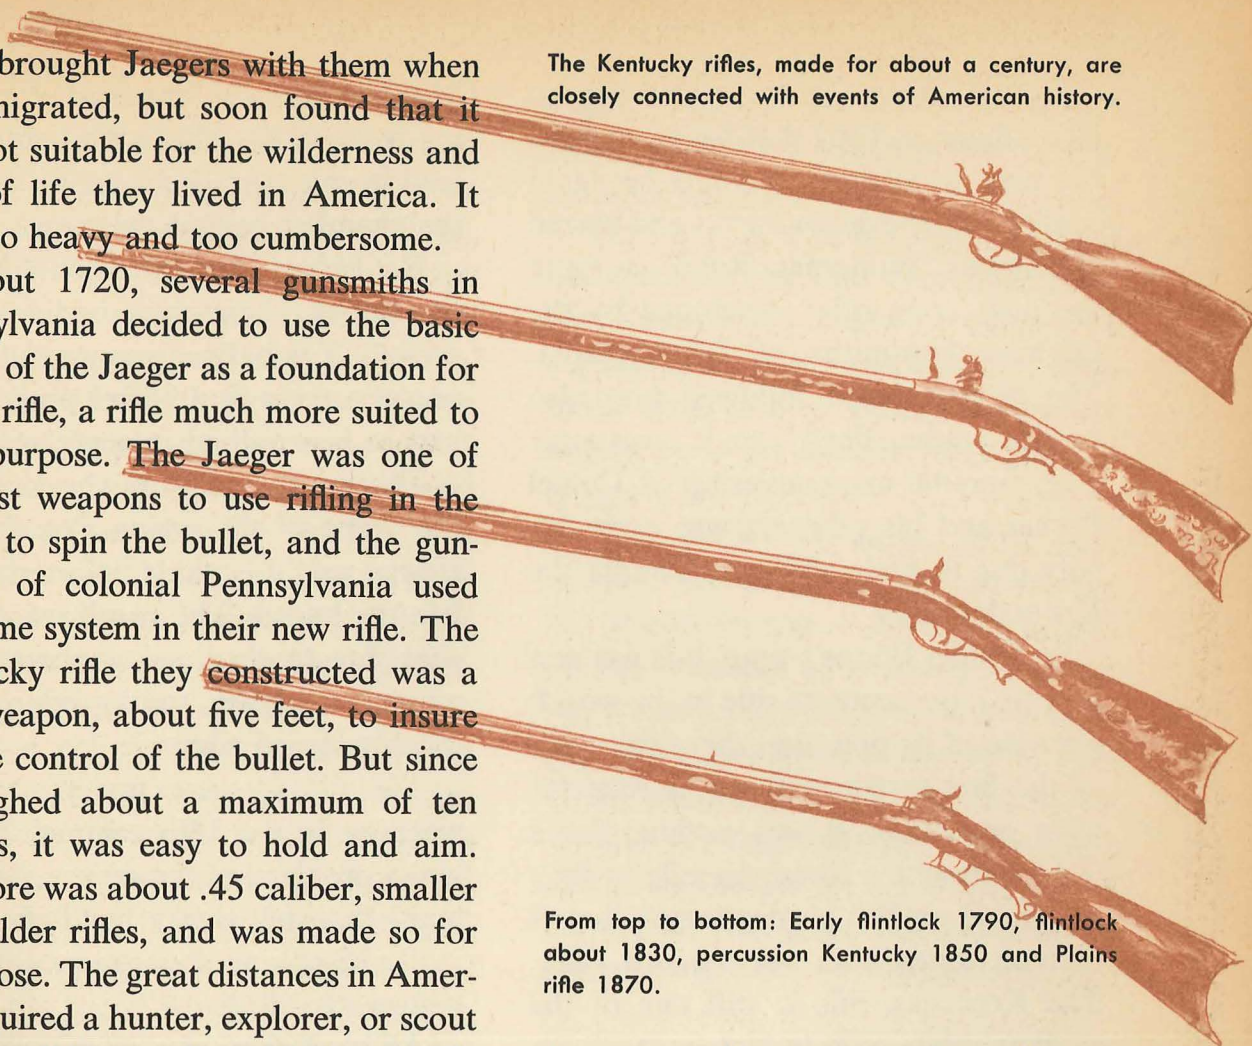 brought Jaegers with them when
migrated, but soon found that it
ot suitable for the wilderness and
of life they lived in America. It
o heavy and too cumbersome.
out 1720, several gunsmiths in
ylvania decided to use the basic
of the Jaeger as a foundation for
rifle, a rifle much more suited to
purpose. The Jaeger was one of
st weapons to use rifling in the
to spin the bullet, and the gun-
of colonial Pennsylvania used
me system in their new rifle. The
cky rifle they constructed was a
weapon, about five feet, to insure
e control of the bullet. But since
ghed about a maximum of ten
s, it was easy to hold and aim.
ore was about .45 caliber, smaller
lder rifles, and was made so for
ose. The great distances in Amer-
uired a hunter, explorer, or scout
The Kentucky rifles, made for about a century, are
closely connected with events of American history.
From top to bottom: Early flintlock 1790, flintlock
about 1830, percussion Kentucky 1850 and Plains
rifle 1870.